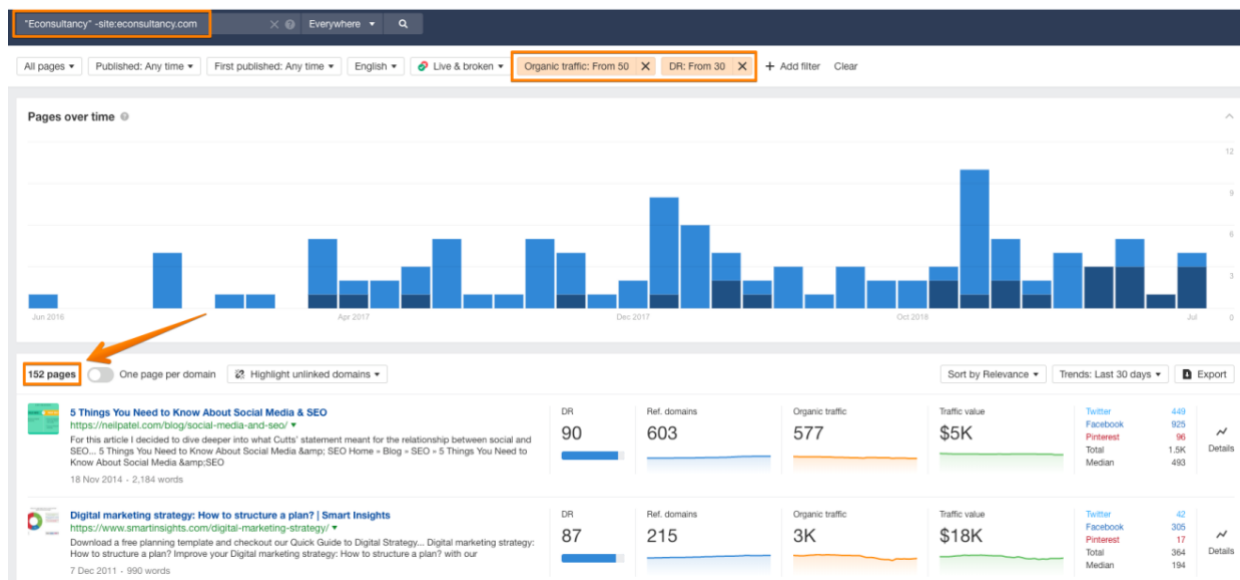 "Econsultancy" -site:econsultancy.com Everywhere
All pages Published: Any time First published: Any time English Live & broken Organic traffic: From 50 DR: From 30 + Add filter Clear
Pages over time
12
9
6
3
Jun 2016 Apr 2017 Dec 2017 Oct 2018 Jul 0
152 pages One page per domain Highlight unlinked domains Sort by Relevance Trends: Last 30 days Export
5 Things You Need to Know About Social Media & SEO
https://neilpatel.com/blog/social-media-and-seo/
For this article I decided to dive deeper into what Cutts' statement meant for the relationship between social and
SEO... 5 Things You Need to Know About Social Media &amp; SEO Home » Blog » SEO » 5 Things You Need to
Know About Social Media &amp;SEO
18 Nov 2014 - 2,184 words
DR Ref. domains Organic traffic Traffic value
90 603 577 $5K
Twitter 449
Facebook 925
Pinterest 96
Total 1.5K
Median 493
Details
Digital marketing strategy: How to structure a plan? | Smart Insights
https://www.smartinsights.com/digital-marketing-strategy/
Download a free planning template and checkout our Quick Guide to Digital Strategy... Digital marketing strategy:
How to structure a plan? Improve your Digital marketing strategy: How to structure a plan? with our
7 Dec 2011 - 990 words
DR Ref. domains Organic traffic Traffic value
87 215 3K $18K
Twitter 42
Facebook 305
Pinterest 17
Total 364
Median 194
Details